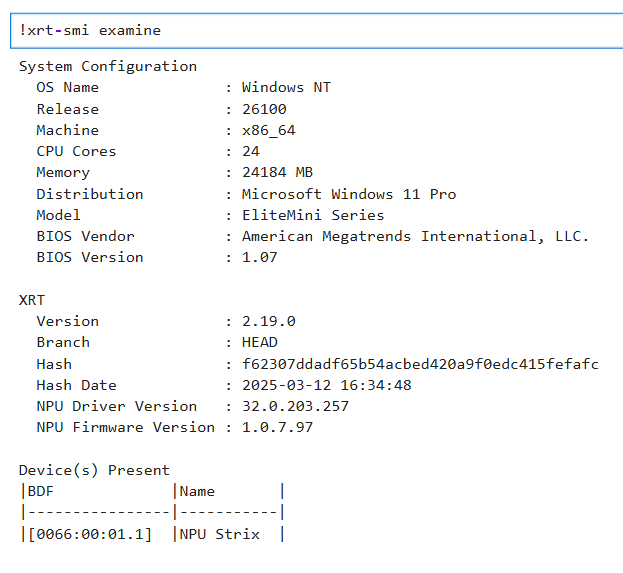 !xrt-smi examine
System Configuration
  OS Name              : Windows NT
  Release              : 26100
  Machine              : x86_64
  CPU Cores            : 24
  Memory               : 24184 MB
  Distribution         : Microsoft Windows 11 Pro
  Model                : EliteMini Series
  BIOS Vendor          : American Megatrends International, LLC.
  BIOS Version         : 1.07

XRT
  Version              : 2.19.0
  Branch               : HEAD
  Hash                 : f62307ddadf65b54acbed420a9f0edc415fefafc
  Hash Date            : 2025-03-12 16:34:48
  NPU Driver Version   : 32.0.203.257
  NPU Firmware Version : 1.0.7.97

Device(s) Present
|BDF             |Name       |
|----------------|-----------|
|[0066:00:01.1]  |NPU Strix  |